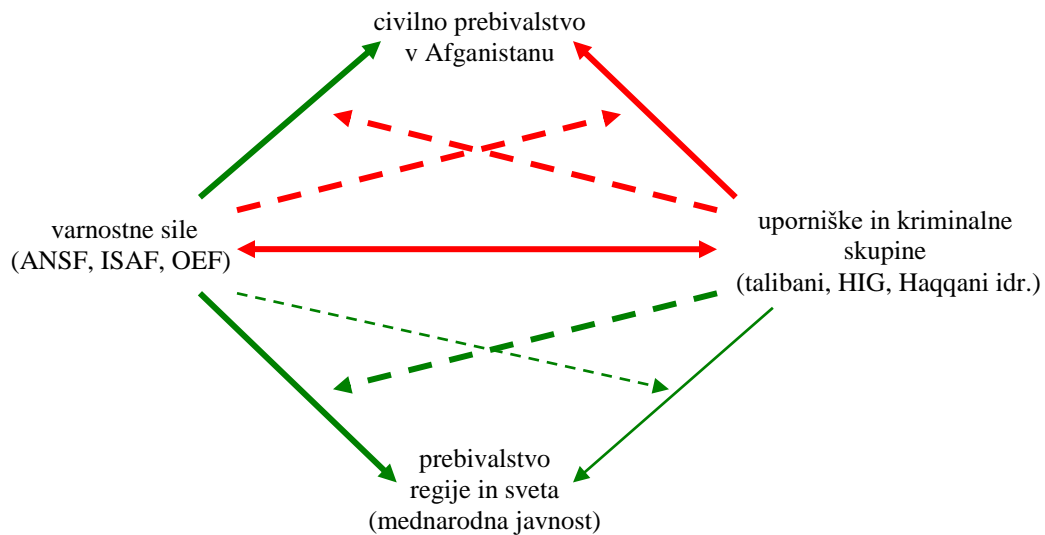 civilno prebivalstvo
v Afganistanu
varnostne sile
(ANSF, ISAF, OEF)
uporniške in kriminalne
skupine
(talibani, HIG, Haqqani idr.)
prebivalstvo
regije in sveta
(mednarodna javnost)